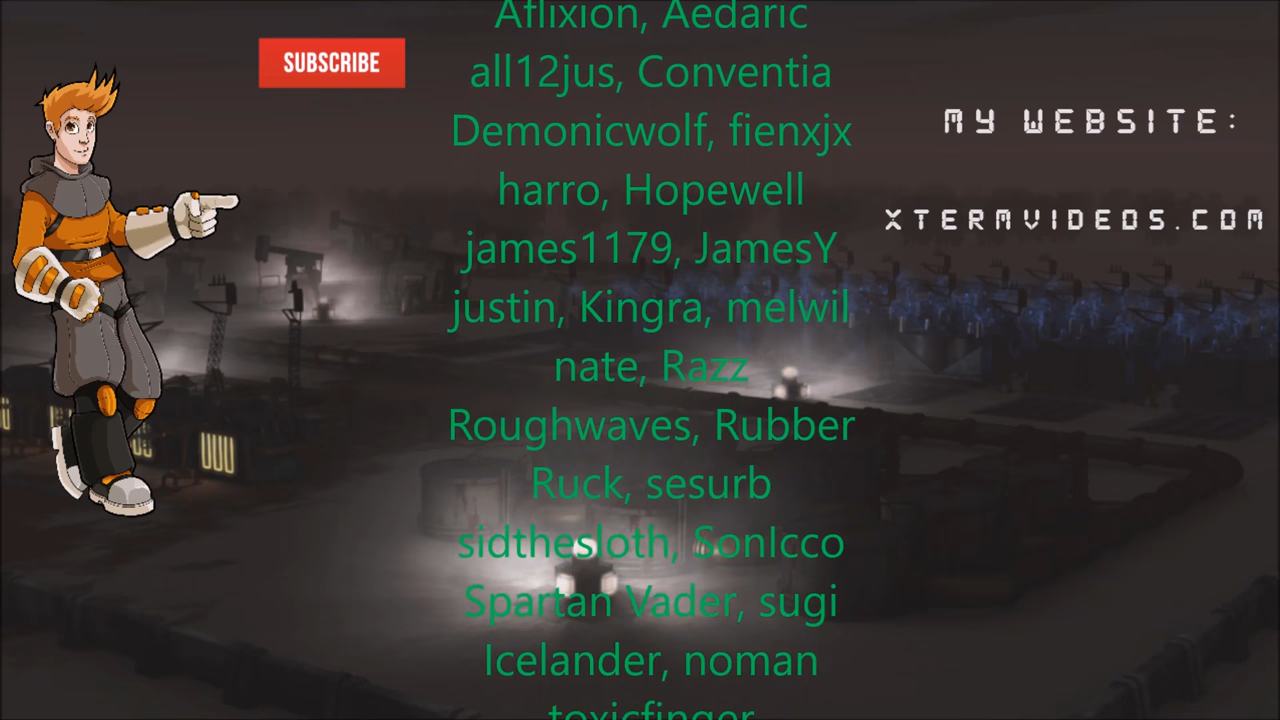 Aflixion, Aedaric
SUBSCRIBE
all12jus, Conventia
Demonicwolf, fienxjx
MY WEBSITE:
harro, Hopewell
XTERMVIDEOS.COM
james1179, JamesY
justin, Kingra, melwil
nate, Razz
Roughwaves, Rubber
Ruck, sesurb
sidthesloth, SonIcco
Spartan Vader, sugi
Icelander, noman
toxicfinger